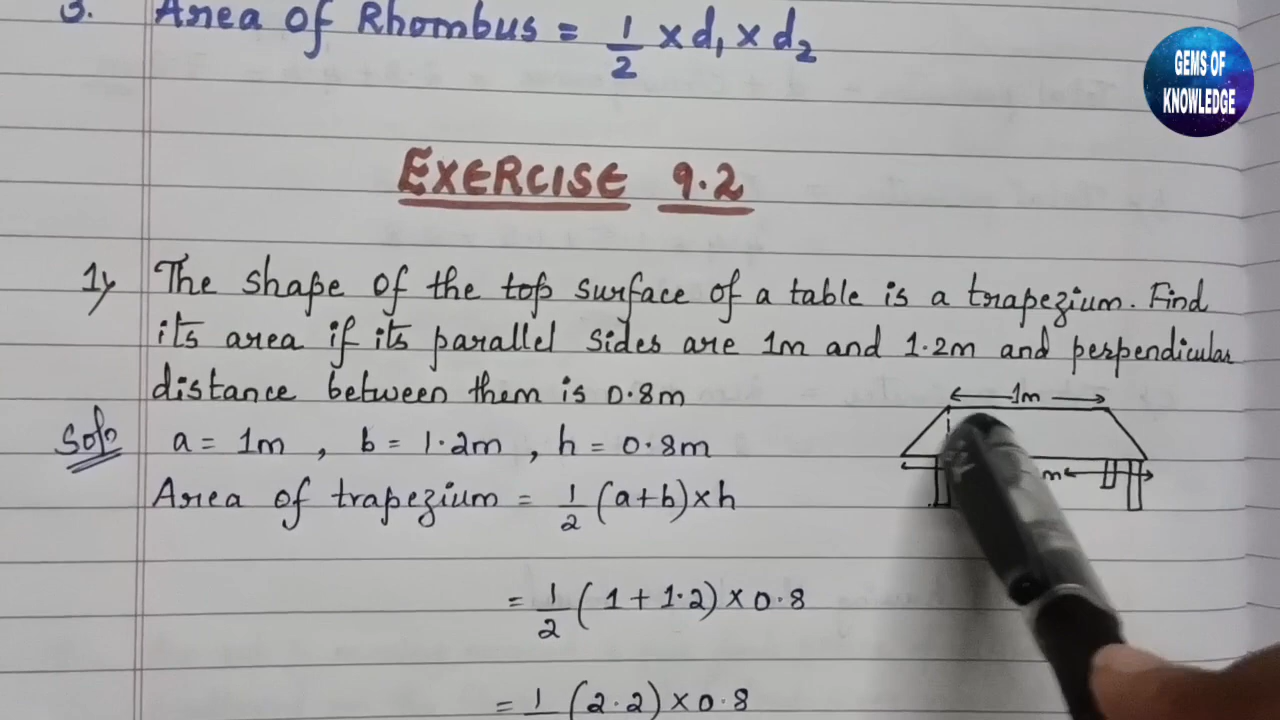 3. Area of Rhombus = 1/2 × d₁ × d₂
GEMS OF
KNOWLEDGE
EXERCISE 9.2
1) The shape of the top surface of a table is a trapezium. Find
its area if its parallel sides are 1m and 1.2m and perpendicular
distance between them is 0.8m
1m
Soln a = 1m , b = 1.2m , h = 0.8m
m
Area of trapezium = 1/2 (a+b) × h
= 1/2 (1 + 1.2) × 0.8
= 1/ (2.2) × 0.8